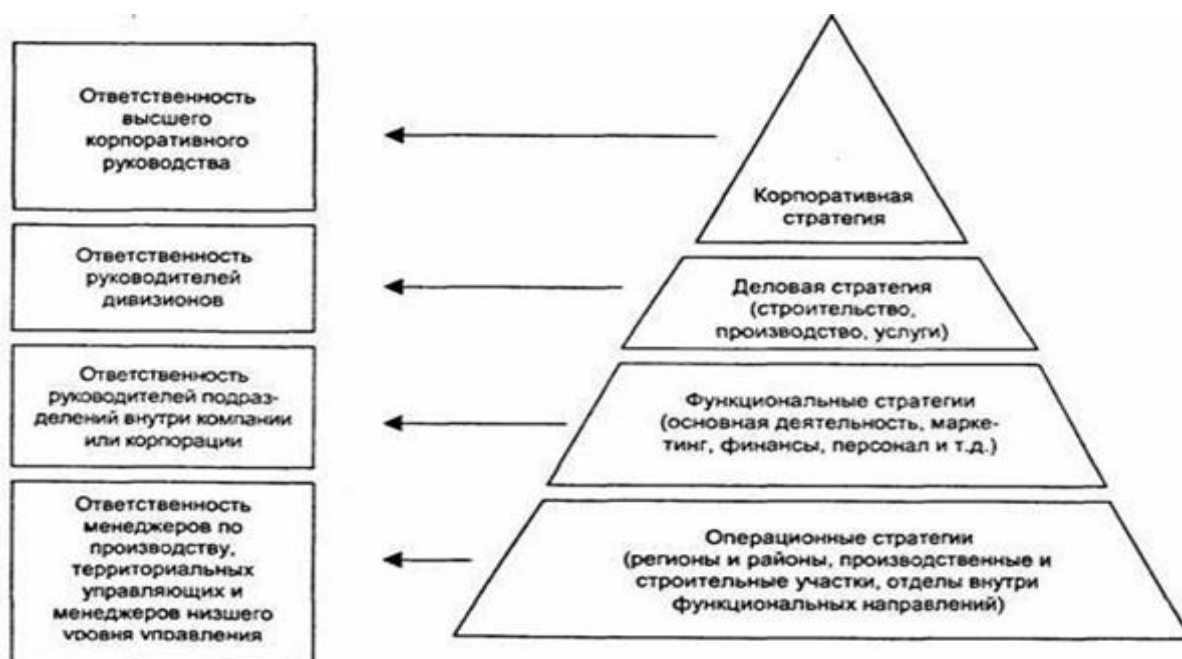 Ответственность
высшего
корпоративного
руководства
Корпоративная
стратегия
Ответственность
руководителей
дивизионов
Деловая стратегия
(строительство,
производство, услуги)
Ответственность
руководителей подраз-
делений внутри компании
или корпорации
Функциональные стратегии
(основная деятельность, марке-
тинг, финансы, персонал и т.д.)
Ответственность
менеджеров по
производству,
территориальных
управляющих и
менеджеров низшего
уровня управления
Операционные стратегии
(регионы и районы, производственные и
строительные участки, отделы внутри
функциональных направлений)